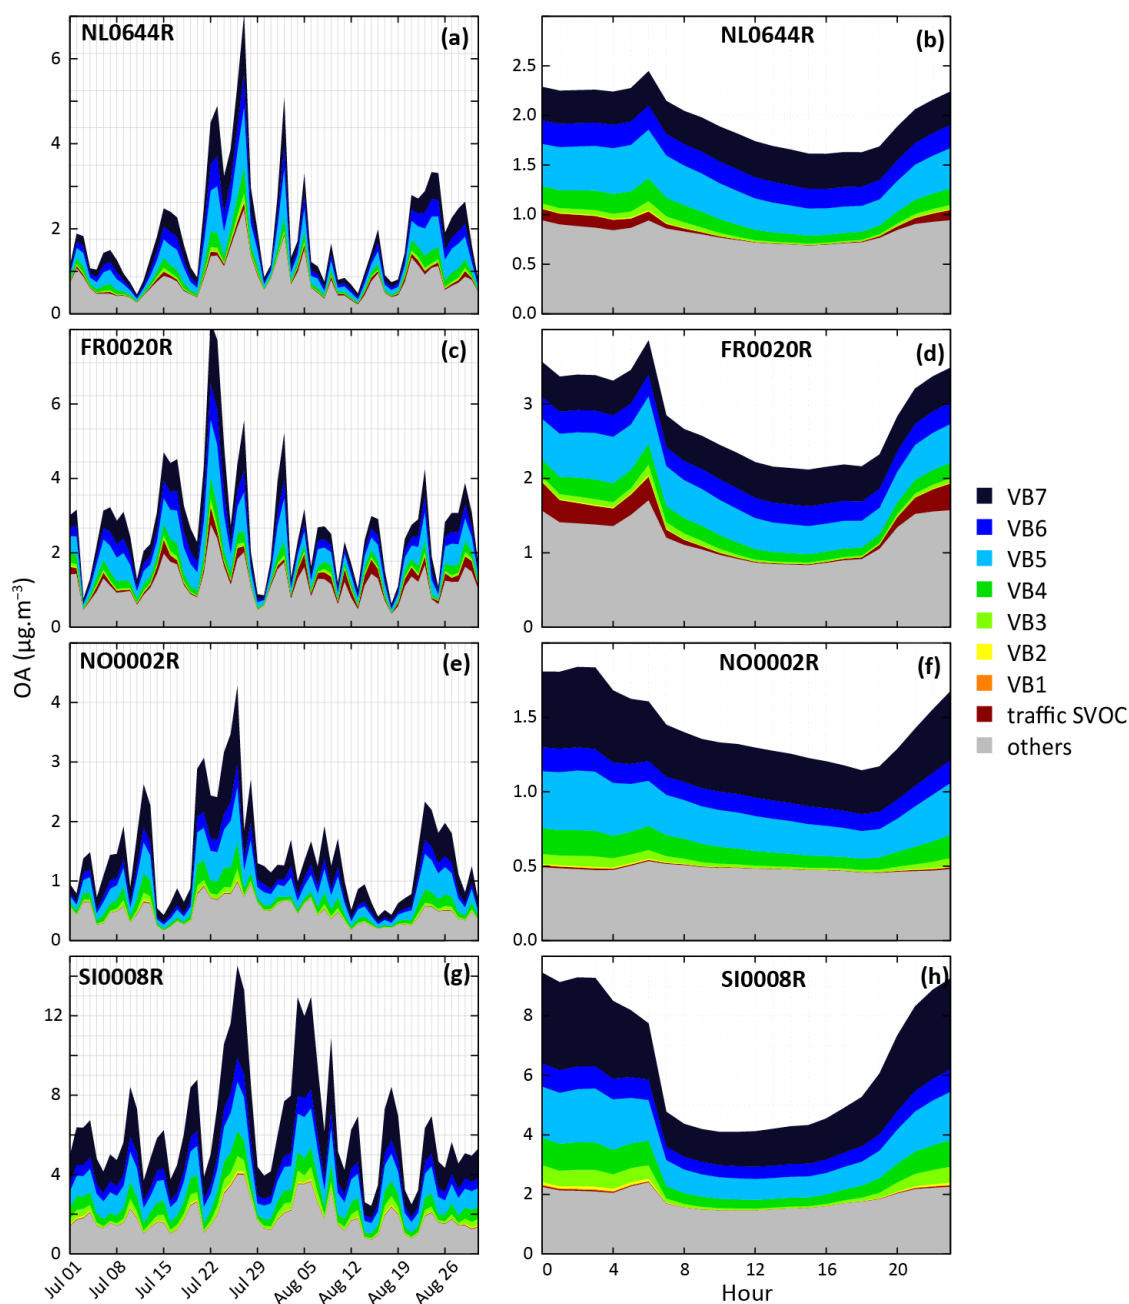 NL0644R (a)
6
4
2
0
NL0644R (b)
2.5
2.0
1.5
1.0
0.5
0.0
FR0020R (c)
6
4
2
0
FR0020R (d)
3
2
1
0
OA (µg.m⁻³)
NO0002R (e)
4
3
2
1
0
NO0002R (f)
1.5
1.0
0.5
0.0
SI0008R (g)
12
8
4
0
Jul 01 Jul 08 Jul 15 Jul 22 Jul 29 Aug 05 Aug 12 Aug 19 Aug 26
SI0008R (h)
8
6
4
2
0
0 4 8 12 16 20
Hour
VB7
VB6
VB5
VB4
VB3
VB2
VB1
traffic SVOC
others